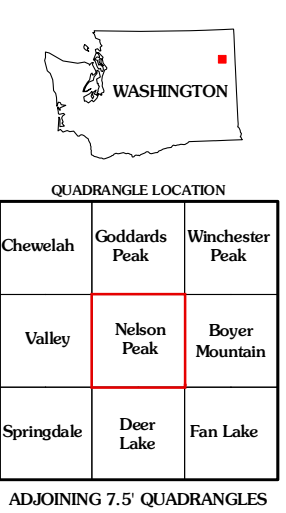 WASHINGTON
QUADRANGLE LOCATION
Chewelah
Goddards
Peak
Winchester
Peak
Valley
Nelson
Peak
Boyer
Mountain
Springdale
Deer
Lake
Fan Lake
ADJOINING 7.5' QUADRANGLES